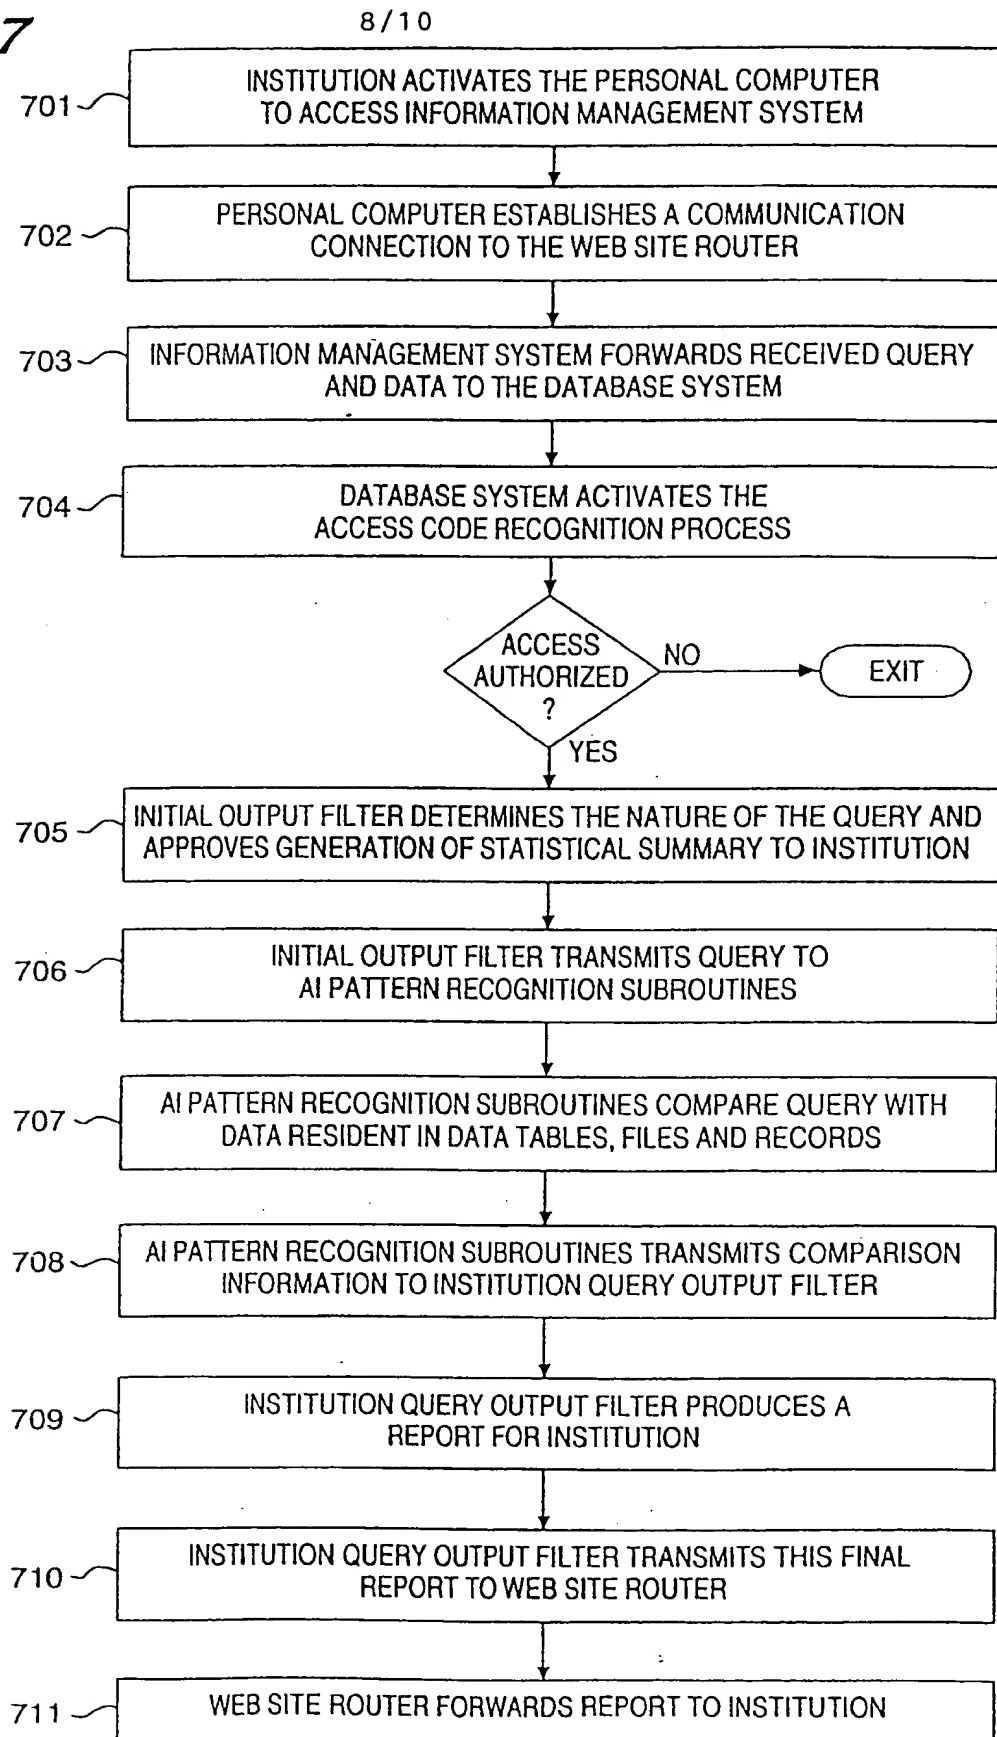 7
8/10
701
INSTITUTION ACTIVATES THE PERSONAL COMPUTER
TO ACCESS INFORMATION MANAGEMENT SYSTEM
702
PERSONAL COMPUTER ESTABLISHES A COMMUNICATION
CONNECTION TO THE WEB SITE ROUTER
703
INFORMATION MANAGEMENT SYSTEM FORWARDS RECEIVED QUERY
AND DATA TO THE DATABASE SYSTEM
704
DATABASE SYSTEM ACTIVATES THE
ACCESS CODE RECOGNITION PROCESS
ACCESS
AUTHORIZED
?
NO
EXIT
YES
705
INITIAL OUTPUT FILTER DETERMINES THE NATURE OF THE QUERY AND
APPROVES GENERATION OF STATISTICAL SUMMARY TO INSTITUTION
706
INITIAL OUTPUT FILTER TRANSMITS QUERY TO
AI PATTERN RECOGNITION SUBROUTINES
707
AI PATTERN RECOGNITION SUBROUTINES COMPARE QUERY WITH
DATA RESIDENT IN DATA TABLES, FILES AND RECORDS
708
AI PATTERN RECOGNITION SUBROUTINES TRANSMITS COMPARISON
INFORMATION TO INSTITUTION QUERY OUTPUT FILTER
709
INSTITUTION QUERY OUTPUT FILTER PRODUCES A
REPORT FOR INSTITUTION
710
INSTITUTION QUERY OUTPUT FILTER TRANSMITS THIS FINAL
REPORT TO WEB SITE ROUTER
711
WEB SITE ROUTER FORWARDS REPORT TO INSTITUTION